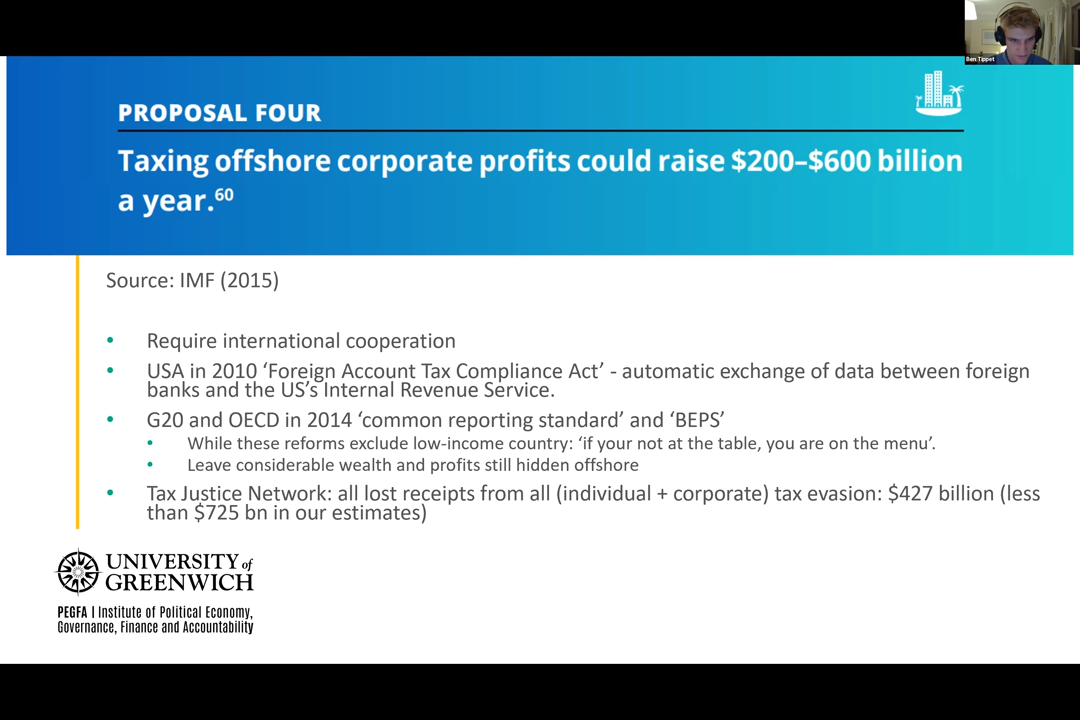 Ben Tippet
PROPOSAL FOUR
Taxing offshore corporate profits could raise $200–$600 billion
a year.60
Source: IMF (2015)
• Require international cooperation
• USA in 2010 ‘Foreign Account Tax Compliance Act’ - automatic exchange of data between foreign
banks and the US’s Internal Revenue Service.
• G20 and OECD in 2014 ‘common reporting standard’ and ‘BEPS’
• While these reforms exclude low-income country: ‘if your not at the table, you are on the menu’.
• Leave considerable wealth and profits still hidden offshore
• Tax Justice Network: all lost receipts from all (individual + corporate) tax evasion: $427 billion (less
than $725 bn in our estimates)
UNIVERSITY of
GREENWICH
PEGFA | Institute of Political Economy,
Governance, Finance and Accountability